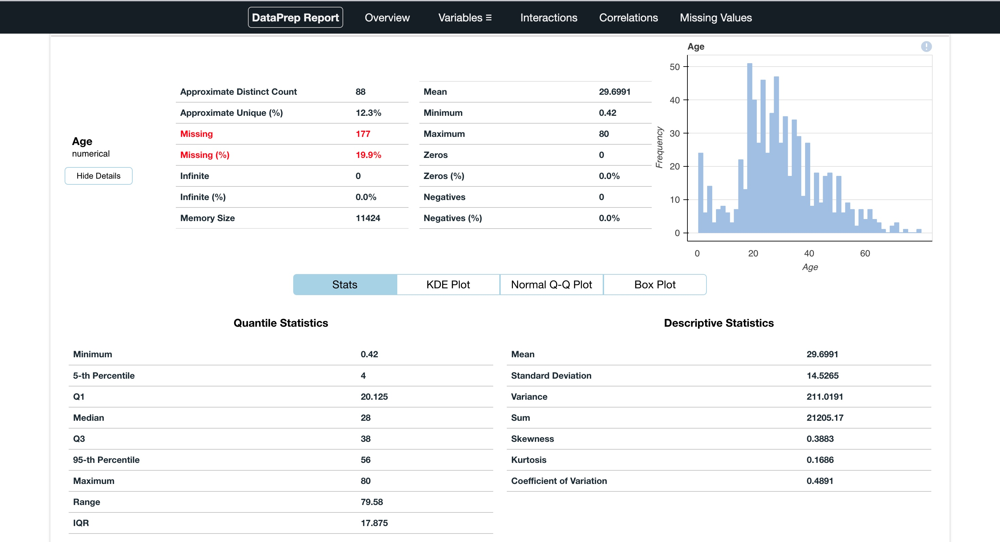 DataPrep Report Overview Variables ☰ Interactions Correlations Missing Values
Age
numerical
Hide Details
Approximate Distinct Count 88
Approximate Unique (%) 12.3%
Missing 177
Missing (%) 19.9%
Infinite 0
Infinite (%) 0.0%
Memory Size 11424
Mean 29.6991
Minimum 0.42
Maximum 80
Zeros 0
Zeros (%) 0.0%
Negatives 0
Negatives (%) 0.0%
Age
!
Frequency
50
40
30
20
10
0
0 20 40 60
Age
Stats KDE Plot Normal Q-Q Plot Box Plot
Quantile Statistics
Minimum 0.42
5-th Percentile 4
Q1 20.125
Median 28
Q3 38
95-th Percentile 56
Maximum 80
Range 79.58
IQR 17.875
Descriptive Statistics
Mean 29.6991
Standard Deviation 14.5265
Variance 211.0191
Sum 21205.17
Skewness 0.3883
Kurtosis 0.1686
Coefficient of Variation 0.4891